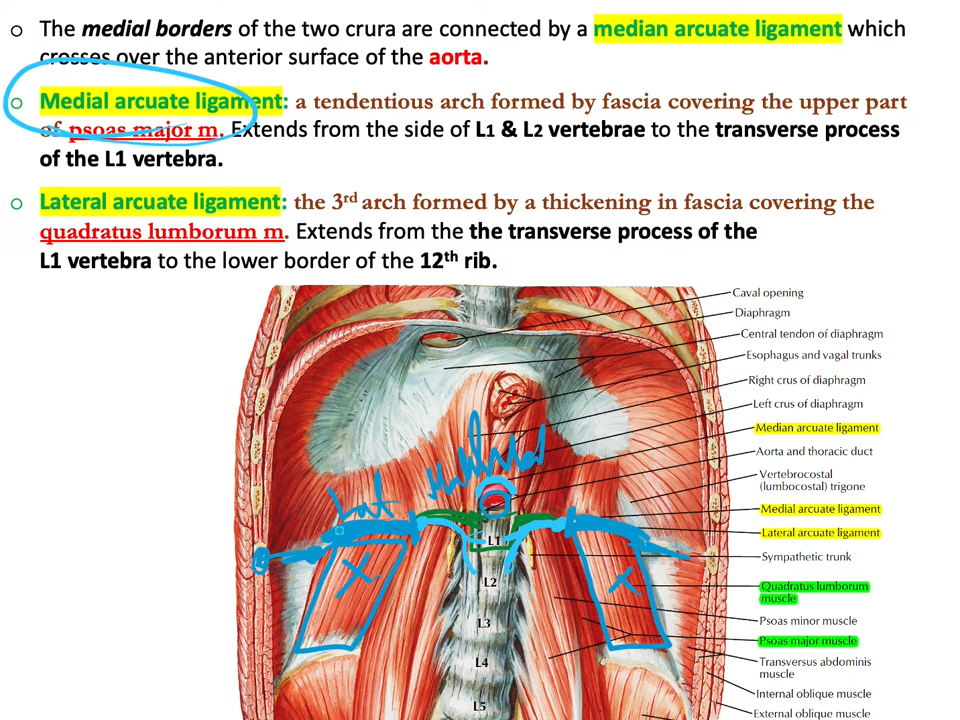 ○ The medial borders of the two crura are connected by a median arcuate ligament which
crosses over the anterior surface of the aorta.
○ Medial arcuate ligament: a tendentious arch formed by fascia covering the upper part
of psoas major m. Extends from the side of L1 & L2 vertebrae to the transverse process
of the L1 vertebra.
○ Lateral arcuate ligament: the 3rd arch formed by a thickening in fascia covering the
quadratus lumborum m. Extends from the the transverse process of the
L1 vertebra to the lower border of the 12th rib.
Caval opening
Diaphragm
Central tendon of diaphragm
Esophagus and vagal trunks
Right crus of diaphragm
Left crus of diaphragm
Median arcuate ligament
Aorta and thoracic duct
Vertebrocostal
(lumbocostal) trigone
Medial arcuate ligament
Lateral arcuate ligament
Sympathetic trunk
Quadratus lumborum
muscle
Psoas minor muscle
Psoas major muscle
Transversus abdominis
muscle
Internal oblique muscle
External oblique muscle
Lat
L1
L2
L3
L4
L5
X
X